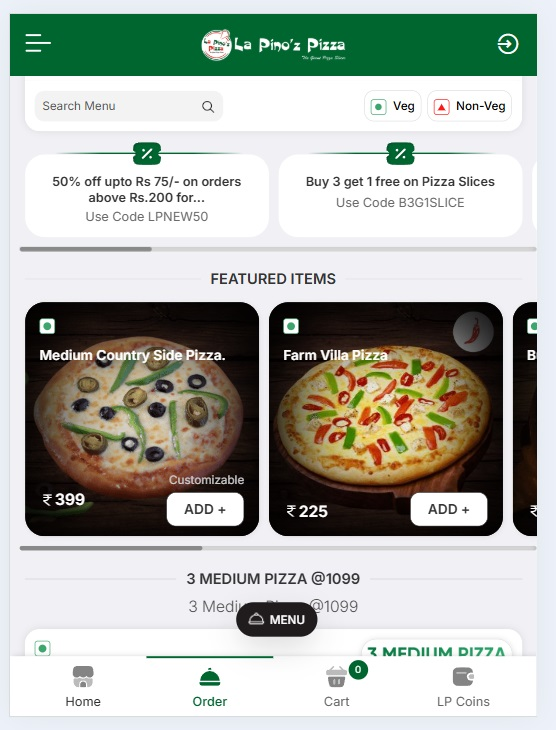 La Pino'z Pizza
La Pino'z Pizza
Search Menu
Veg
Non-Veg
50% off upto Rs 75/- on orders
above Rs.200 for...
Use Code LPNEW50
Buy 3 get 1 free on Pizza Slices
Use Code B3G1SLICE
FEATURED ITEMS
Medium Country Side Pizza.
Customizable
₹ 399
ADD +
Farm Villa Pizza
₹ 225
ADD +
₹
3 MEDIUM PIZZA @1099
3 Medium Pizza @1099
MENU
3 MEDIUM PIZZA
0
Home
Order
Cart
LP Coins